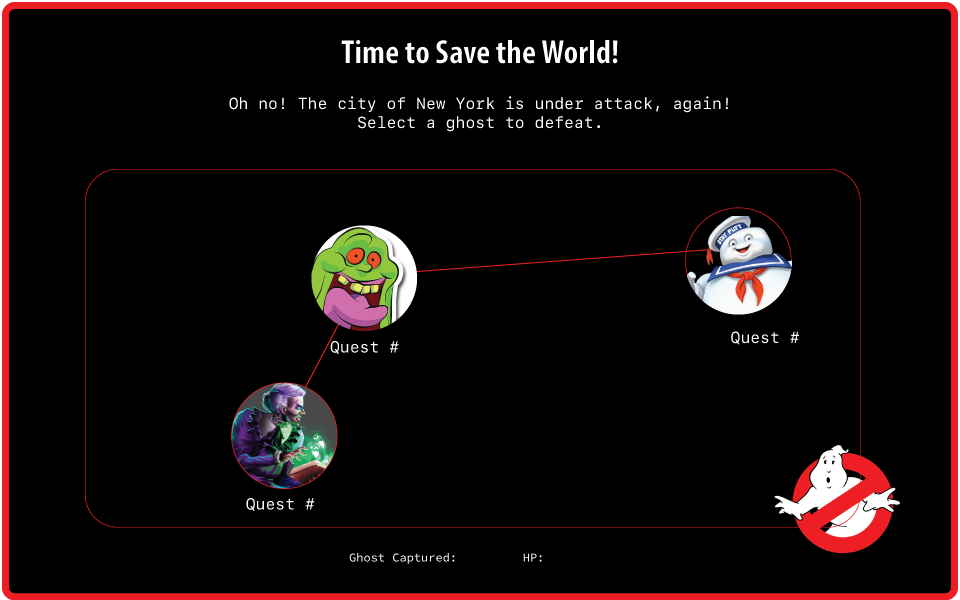 Time to Save the World!
Oh no! The city of New York is under attack, again!
Select a ghost to defeat.
STAY PUFT
Quest #
Quest #
Quest #
Ghost Captured:
HP: